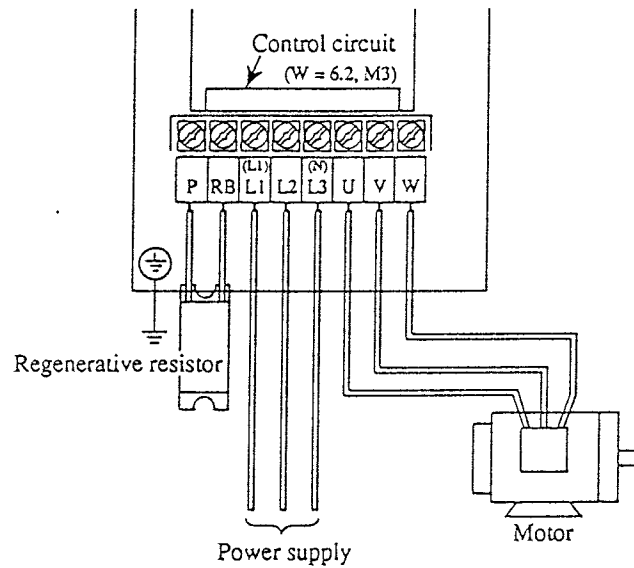 Control circuit
(W = 6.2, M3)
(L1) (N)
P RB L1 L2 L3 U V W
Regenerative resistor
Motor
Power supply